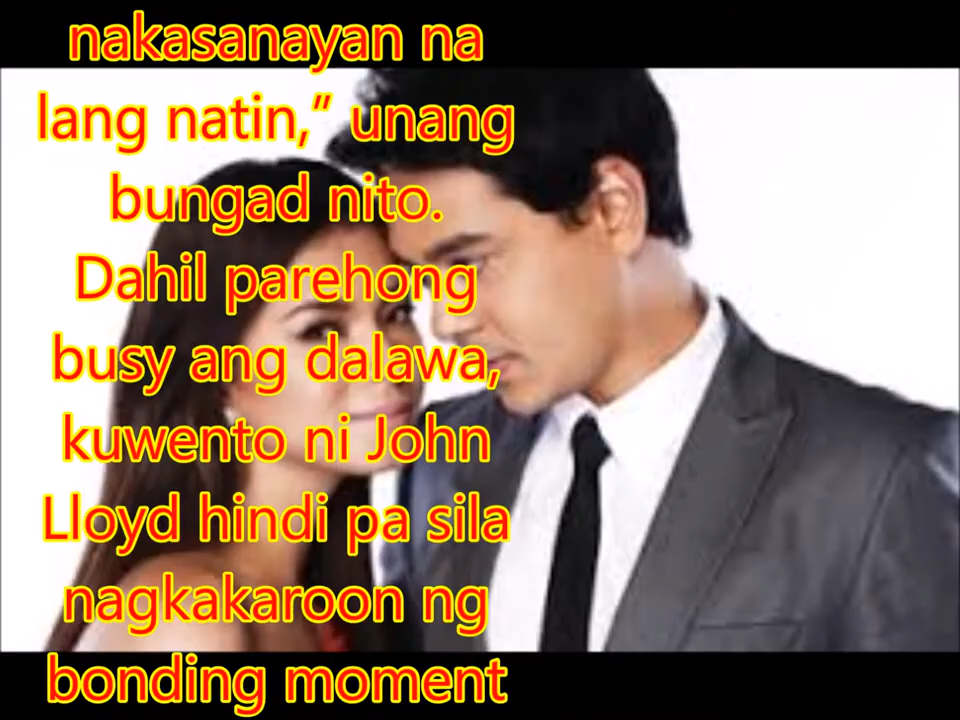 nakasanayan na
lang natin,” unang
bungad nito.
Dahil parehong
busy ang dalawa,
kuwento ni John
Lloyd hindi pa sila
nagkakaroon ng
bonding moment